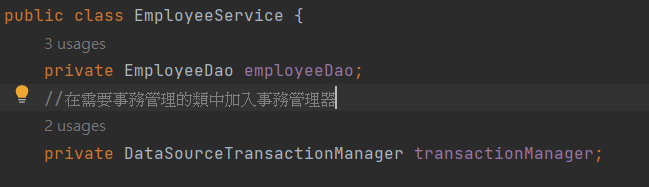 public class EmployeeService {
3 usages
private EmployeeDao employeeDao;
//在需要事務管理的類中加入事務管理器
2 usages
private DataSourceTransactionManager transactionManager;